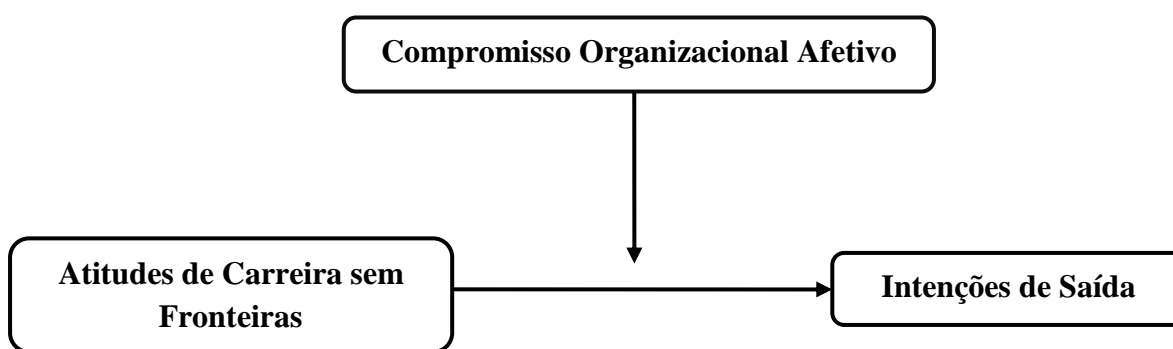 Compromisso Organizacional Afetivo
Atitudes de Carreira sem
Fronteiras
Intenções de Saída